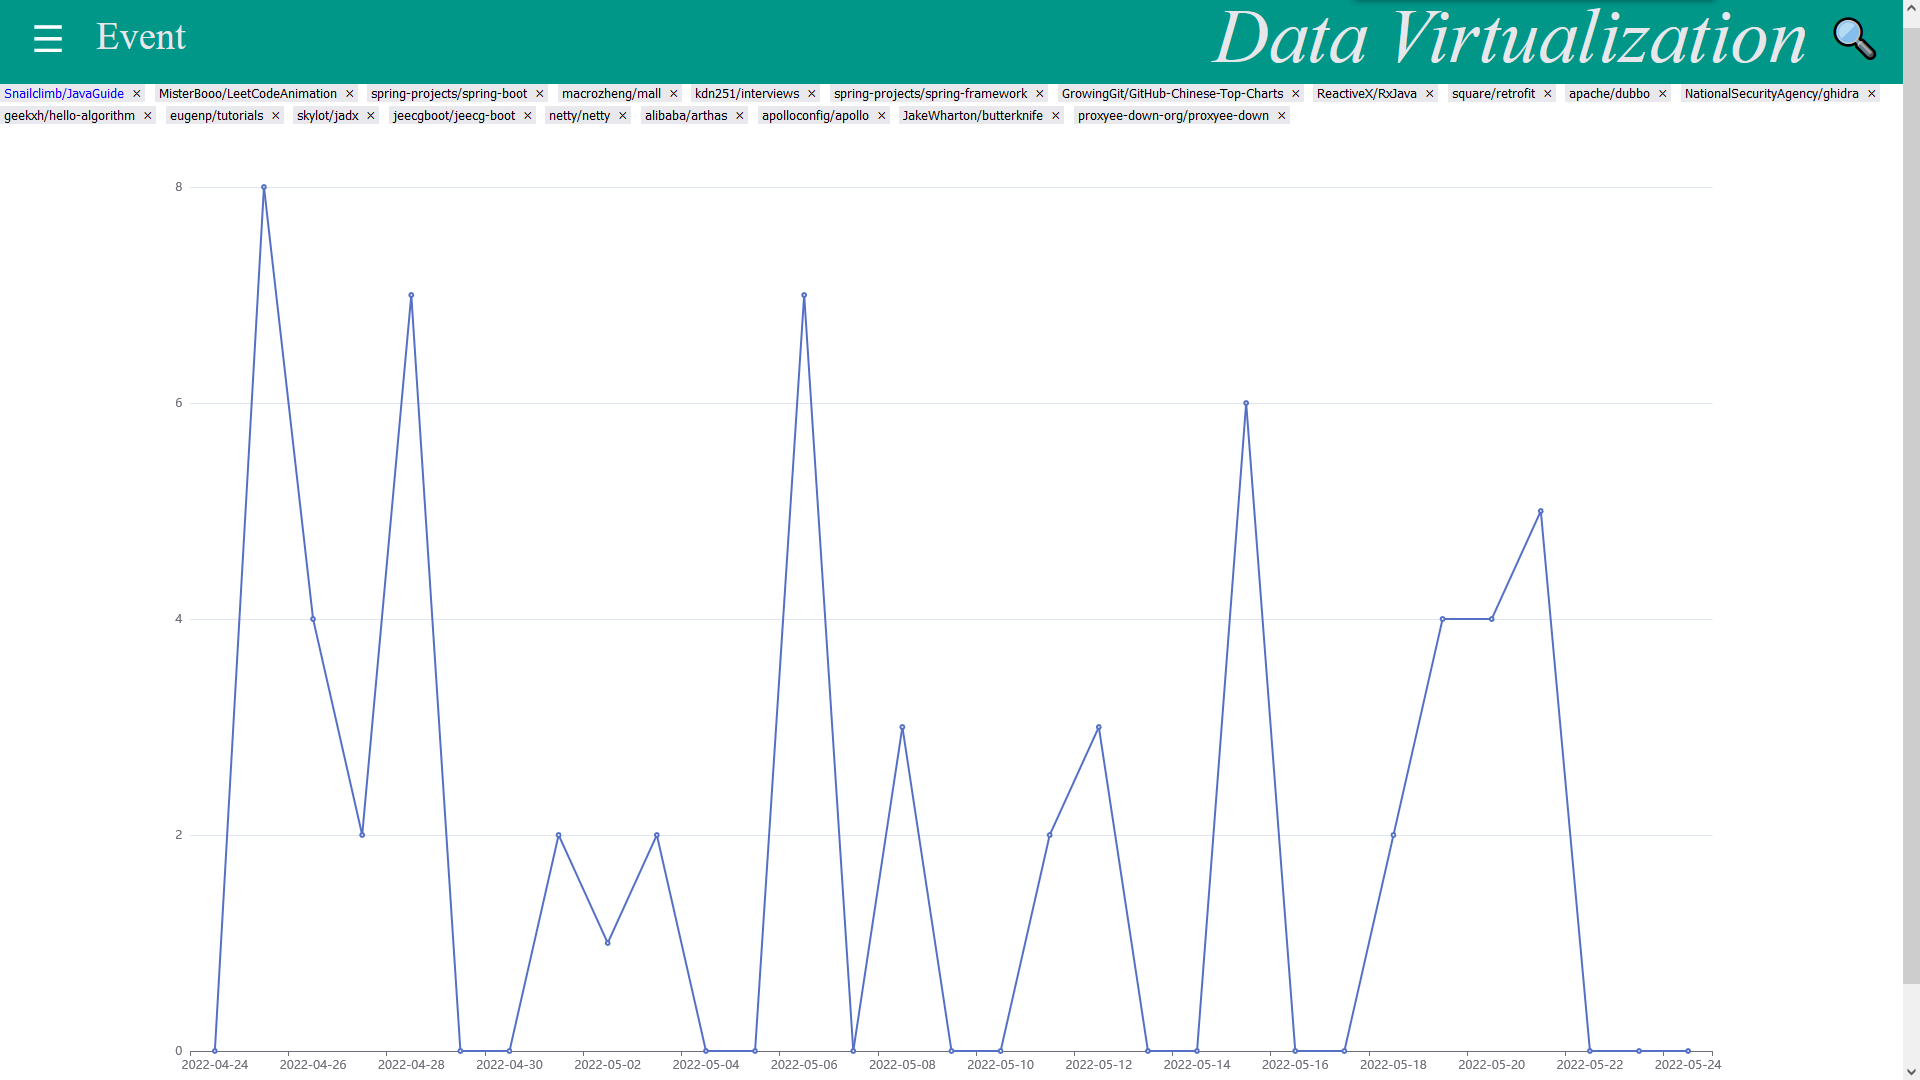 ☰ Event Data Virtualization
Snailclimb/JavaGuide × MisterBooo/LeetCodeAnimation × spring-projects/spring-boot × macrozheng/mall × kdn251/interviews × spring-projects/spring-framework × GrowingGit/GitHub-Chinese-Top-Charts × ReactiveX/RxJava × square/retrofit × apache/dubbo × NationalSecurityAgency/ghidra ×
geekxh/hello-algorithm × eugenp/tutorials × skylot/jadx × jeecgboot/jeecg-boot × netty/netty × alibaba/arthas × apolloconfig/apollo × JakeWharton/butterknife × proxyee-down-org/proxyee-down ×
8
6
4
2
0
2022-04-24 2022-04-26 2022-04-28 2022-04-30 2022-05-02 2022-05-04 2022-05-06 2022-05-08 2022-05-10 2022-05-12 2022-05-14 2022-05-16 2022-05-18 2022-05-20 2022-05-22 2022-05-24